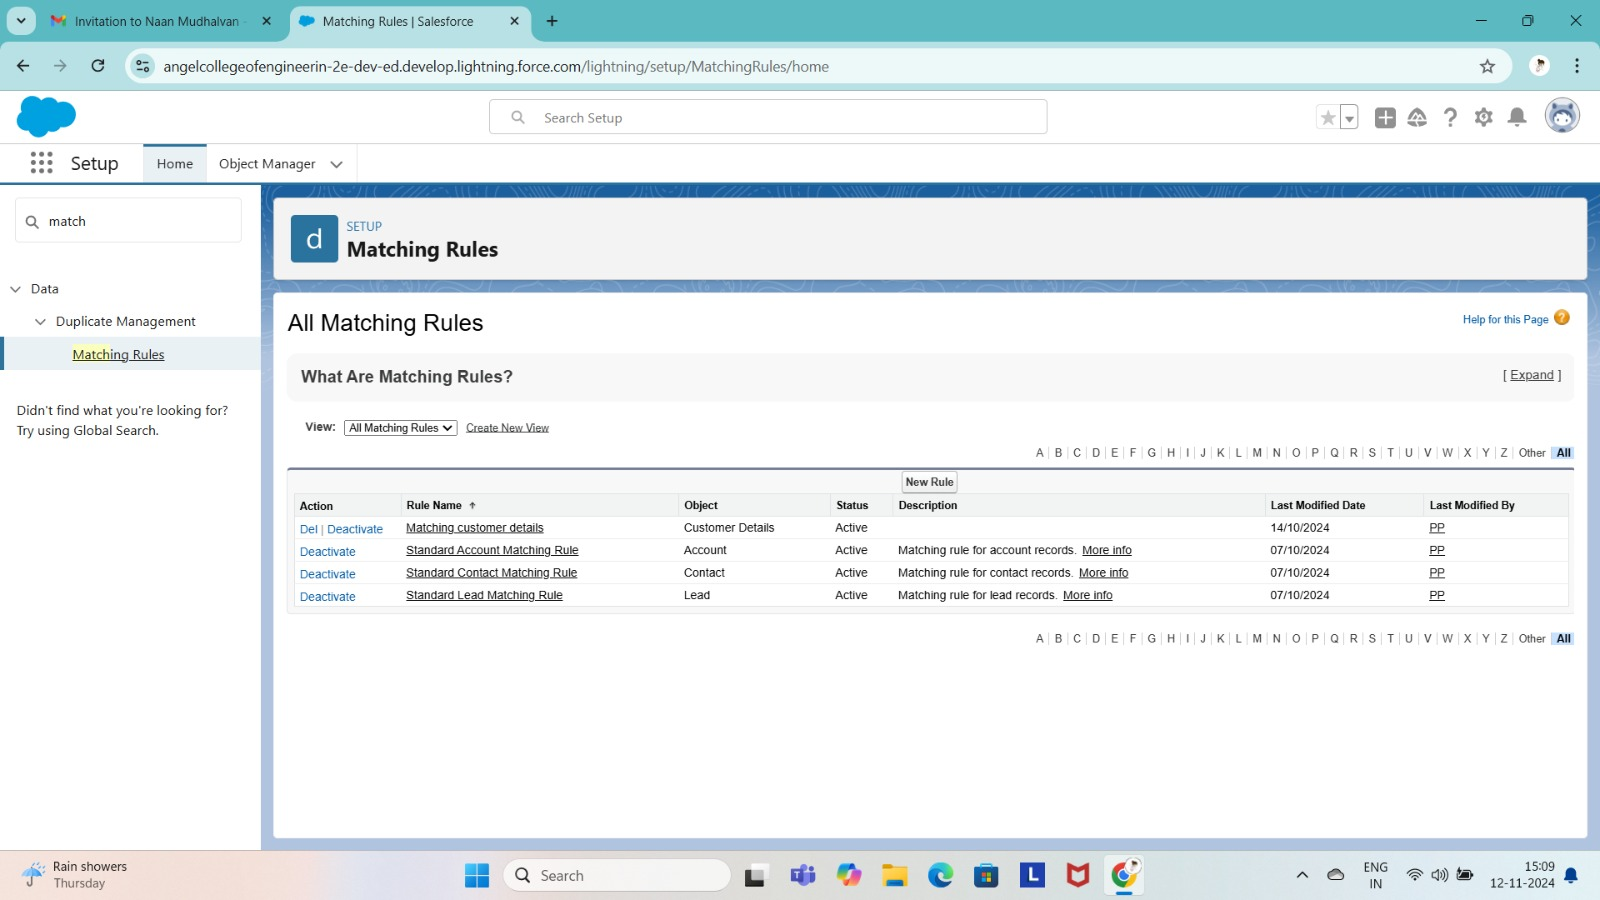 Invitation to Naan Mudhalvan
Matching Rules | Salesforce
angelcollegeofengineerin-2e-dev-ed.develop.lightning.force.com/lightning/setup/MatchingRules/home
Search Setup
Setup
Home
Object Manager
match
Data
Duplicate Management
Matching Rules
Didn't find what you're looking for?
Try using Global Search.
d
SETUP
Matching Rules
All Matching Rules
Help for this Page ?
What Are Matching Rules?
[ Expand ]
View: All Matching Rules Create New View
A | B | C | D | E | F | G | H | I | J | K | L | M | N | O | P | Q | R | S | T | U | V | W | X | Y | Z | Other All
New Rule
Action Rule Name ↑ Object Status Description Last Modified Date Last Modified By
Del | Deactivate Matching customer details Customer Details Active 14/10/2024 PP
Deactivate Standard Account Matching Rule Account Active Matching rule for account records. More info 07/10/2024 PP
Deactivate Standard Contact Matching Rule Contact Active Matching rule for contact records. More info 07/10/2024 PP
Deactivate Standard Lead Matching Rule Lead Active Matching rule for lead records. More info 07/10/2024 PP
A | B | C | D | E | F | G | H | I | J | K | L | M | N | O | P | Q | R | S | T | U | V | W | X | Y | Z | Other All
Rain showers
Thursday
Search
L
ENG
IN
15:09
12-11-2024